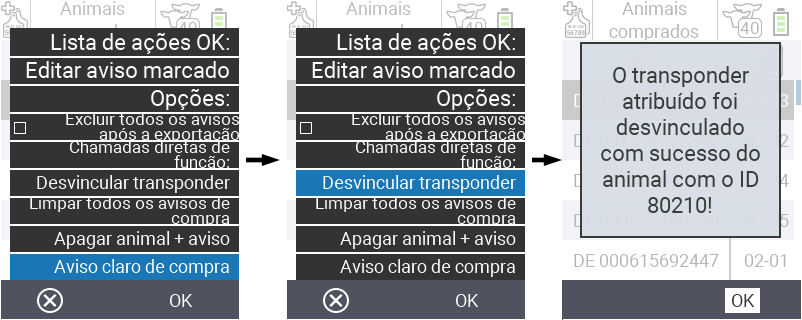 Animais
40
Lista de ações OK:
Editar aviso marcado
Opções:
Excluir todos os avisos
após a exportação
Chamadas diretas de
função:
Desvincular transponder
Limpar todos os avisos de
compra
Apagar animal + aviso
Aviso claro de compra
OK
Animais
40
Lista de ações OK:
Editar aviso marcado
Opções:
Excluir todos os avisos
após a exportação
Chamadas diretas de
função:
Desvincular transponder
Limpar todos os avisos de
compra
Apagar animal + aviso
Aviso claro de compra
OK
Animais
comprados
40
O transponder
atribuído foi
desvinculado
com sucesso do
animal com o ID
80210!
DE 000615692447 02-01
OK